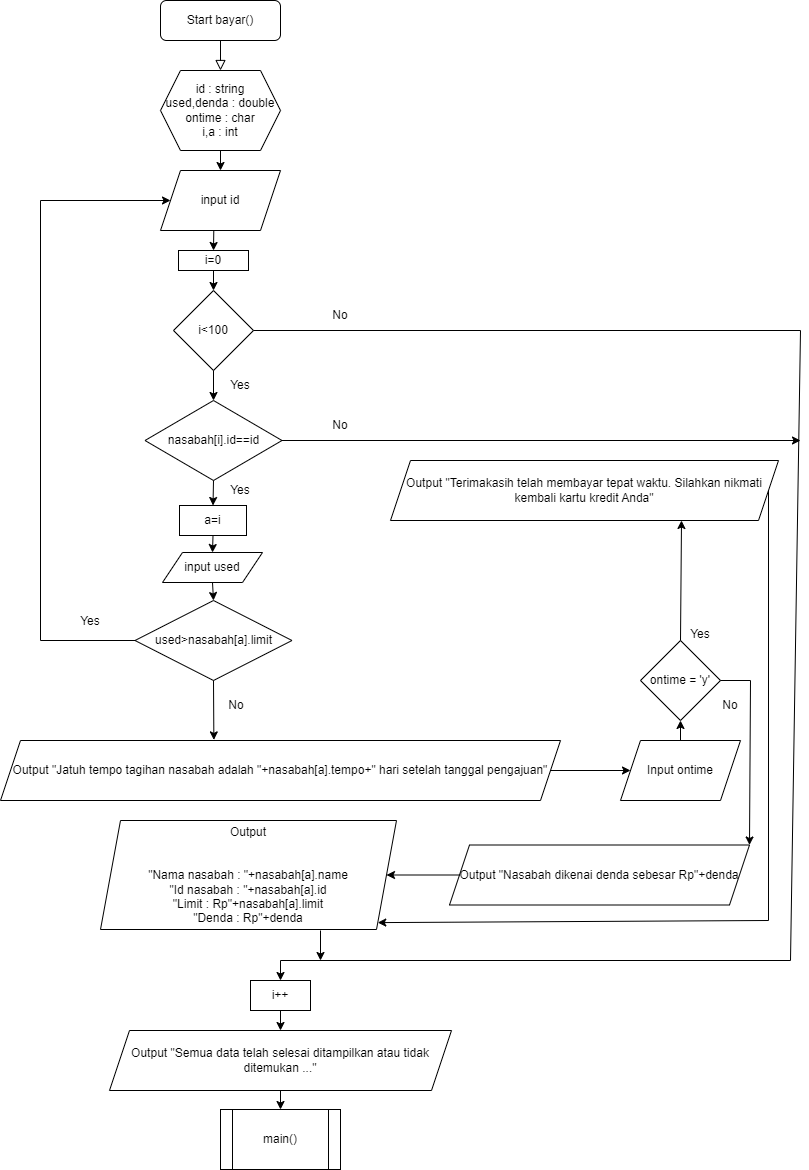 Start bayar()
id : string
used,denda : double
ontime : char
i,a : int
input id
i=0
i<100
No
Yes
nasabah[i].id==id
No
Yes
a=i
input used
used>nasabah[a].limit
Yes
No
Output "Terimakasih telah membayar tepat waktu. Silahkan nikmati
kembali kartu kredit Anda"
Yes
ontime = 'y'
No
Output "Jatuh tempo tagihan nasabah adalah "+nasabah[a].tempo+" hari setelah tanggal pengajuan"
Input ontime
Output
"Nama nasabah : "+nasabah[a].name
"Id nasabah : "+nasabah[a].id
"Limit : Rp"+nasabah[a].limit
"Denda : Rp"+denda
Output "Nasabah dikenai denda sebesar Rp"+denda
i++
Output "Semua data telah selesai ditampilkan atau tidak
ditemukan ..."
main()